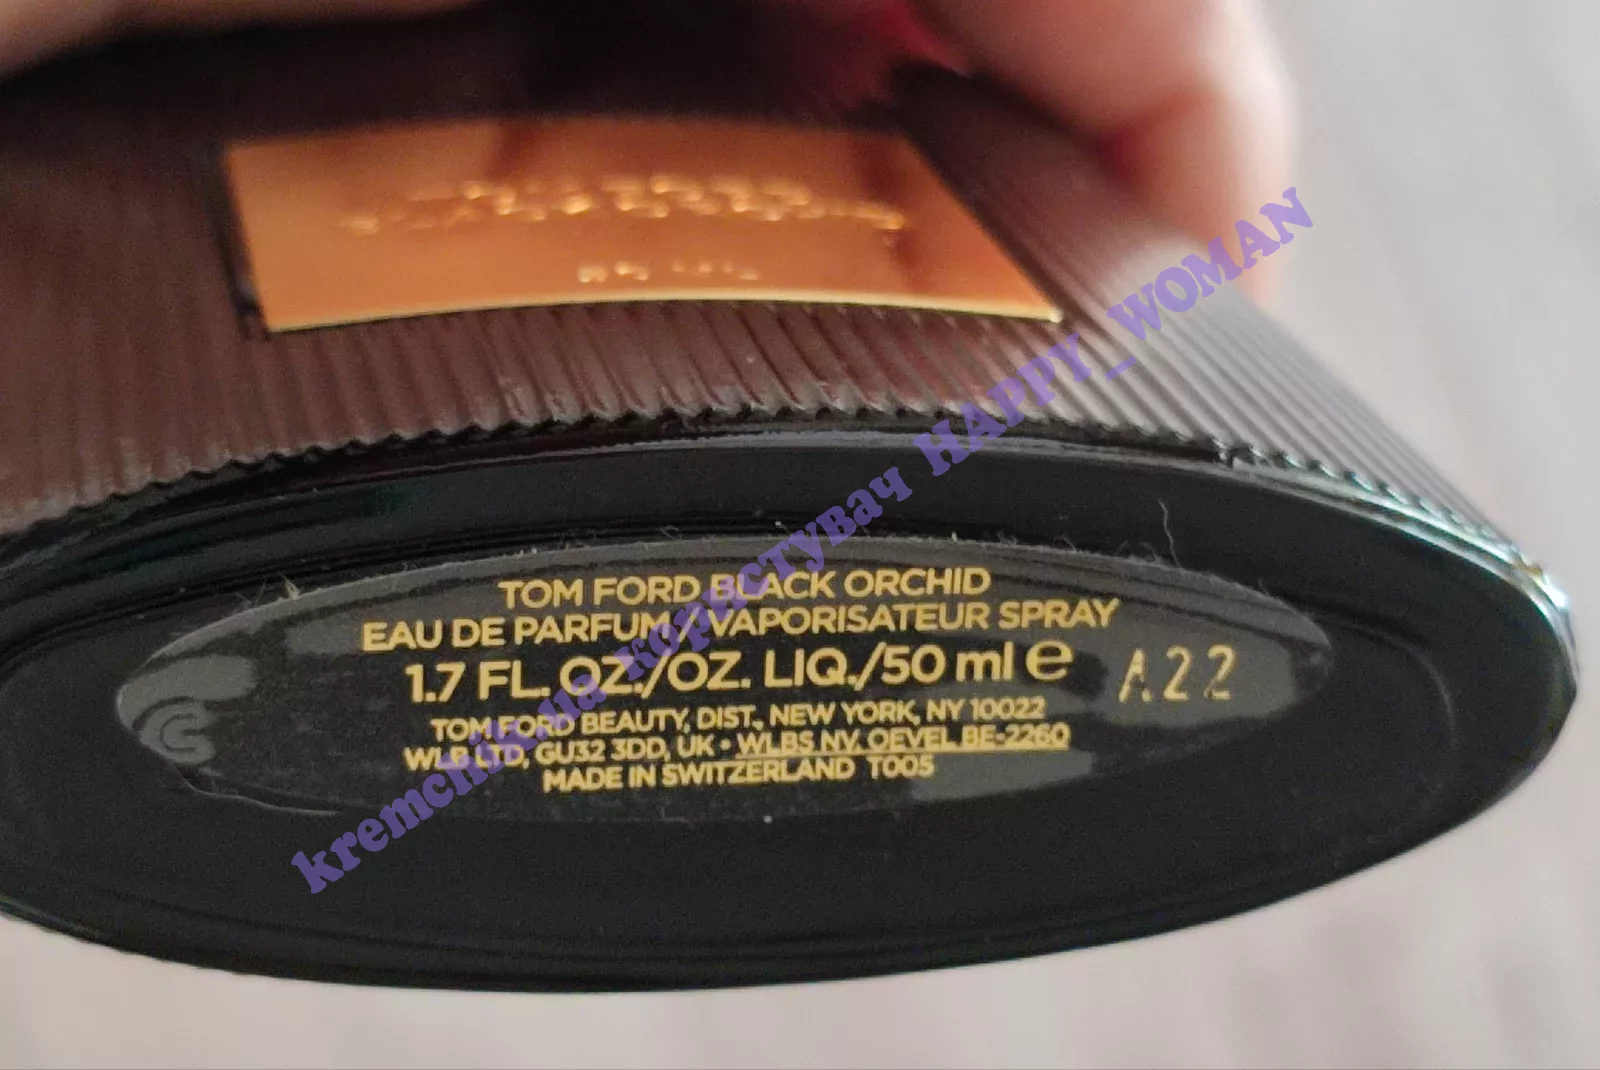 TOM FORD BLACK ORCHID
EAU DE PARFUM / VAPORISATEUR SPRAY
1.7 FL. OZ./OZ. LIQ./50 ml e
A22
TOM FORD BEAUTY, DIST., NEW YORK, NY 10022
WLB LTD, GU32 3DD, UK • WLBS NV. OEVEL BE-2260
MADE IN SWITZERLAND T005
kremchik.ua користувач HAPPY_WOMAN